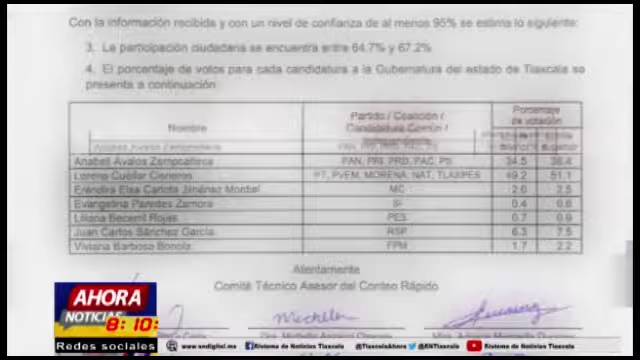 Con la información recibida y con un nivel de confianza de al menos 95% se estima lo siguiente:
3. La participación ciudadana se encuentra entre 64.7% y 67.2%
4. El porcentaje de votos para cada candidatura a la Gubernatura del estado de Tlaxcala se
presenta a continuación:
Nombre Partido / Coalición / Candidatura Común / Porcentaje de votación
Anabell Ávalos Zempoalteca PAN, PRI, PRD, PAC, PS 34.5
Lorena Cuéllar Cisneros PT, PVEM, MORENA, NAT, TLAXPES 49.2 51.1
Eréndira Elsa Carlota Jiménez Montiel MC 2.0 2.5
Evangelina Paredes Zamora 0.4 0.6
Liliana Becerril Rojas PES 0.7 0.9
Juan Carlos Sánchez García RSP 6.3 7.5
Viviana Barbosa Bonola FPM 1.7 2.2
Atentamente
Comité Técnico Asesor del Conteo Rápido
AHORA
NOTICIAS
8:10
Redes sociales
www.sndigital.mx Sistema de Noticias Tlaxcala @TlaxcalaAhora @SNTlaxcala Sistema de Noticias Tlaxcala